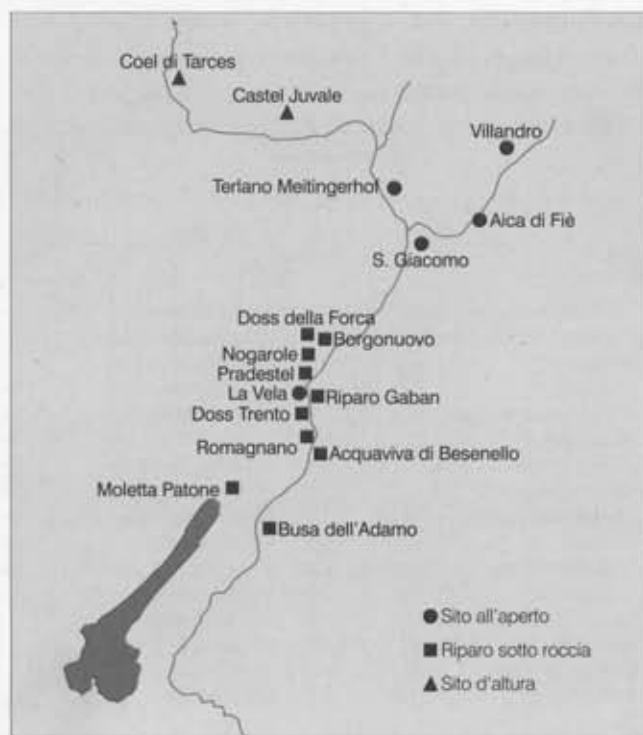 Coel di Tarces
Castel Juvale
Villandro
Terlano Meitingerhof
Aica di Fiè
S. Giacomo
Doss della Forca
Borgonuovo
Nogarole
Pradestel
La Vela
Riparo Gaban
Doss Trento
Romagnano
Acquaviva di Besenello
Moletta Patone
Busa dell'Adamo
Sito all'aperto
Riparo sotto roccia
Sito d'altura